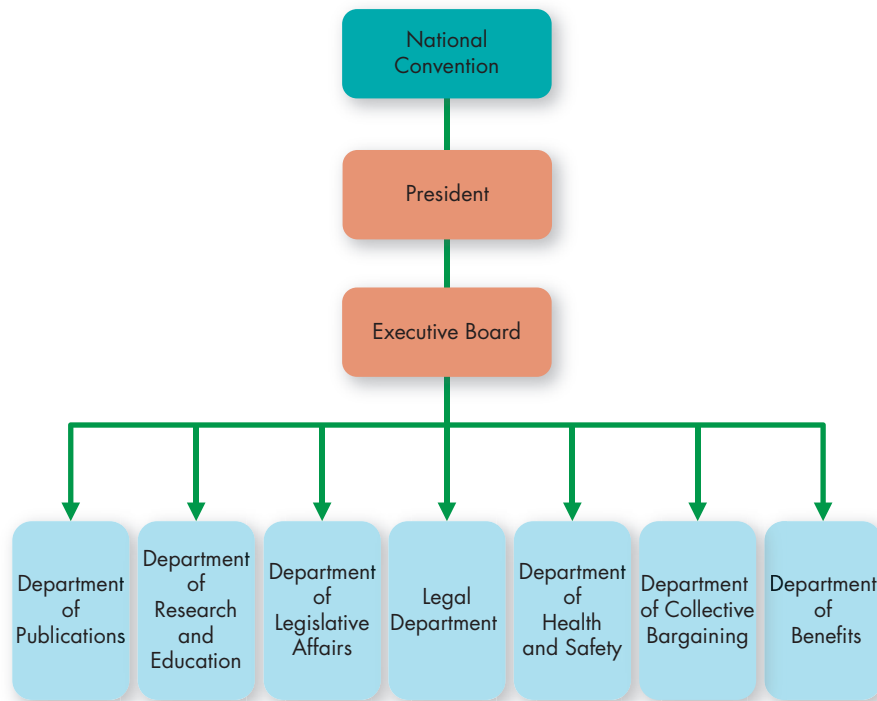 National
Convention
President
Executive Board
Department
of
Publications
Department
of
Research
and
Education
Department
of
Legislative
Affairs
Legal
Department
Department
of
Health
and Safety
Department
of Collective
Bargaining
Department
of
Benefits